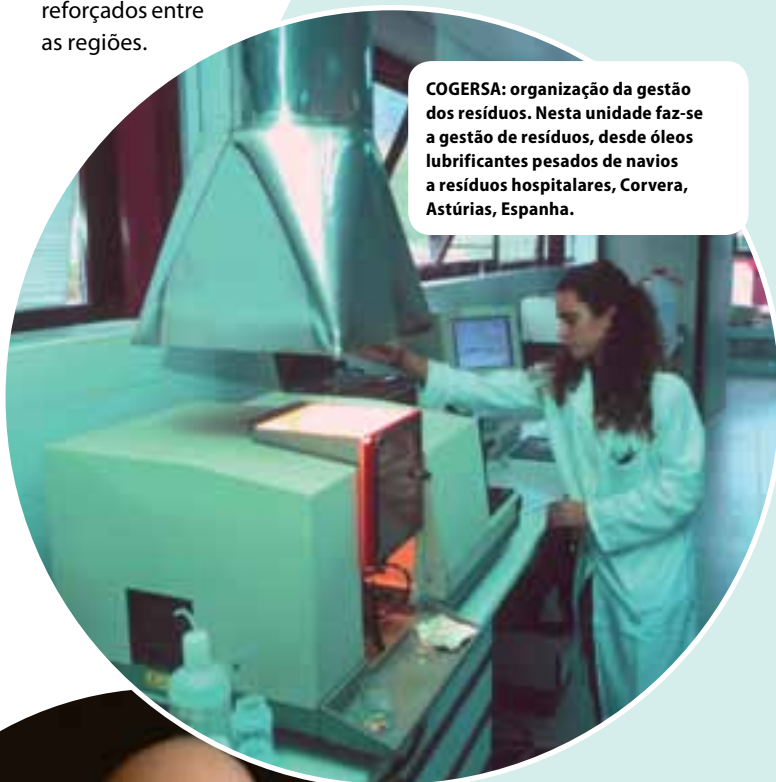 reforçados entre
as regiões.
COGERSA: organização da gestão
dos resíduos. Nesta unidade faz-se
a gestão de resíduos, desde óleos
lubrificantes pesados de navios
a resíduos hospitalares, Corvera,
Astúrias, Espanha.